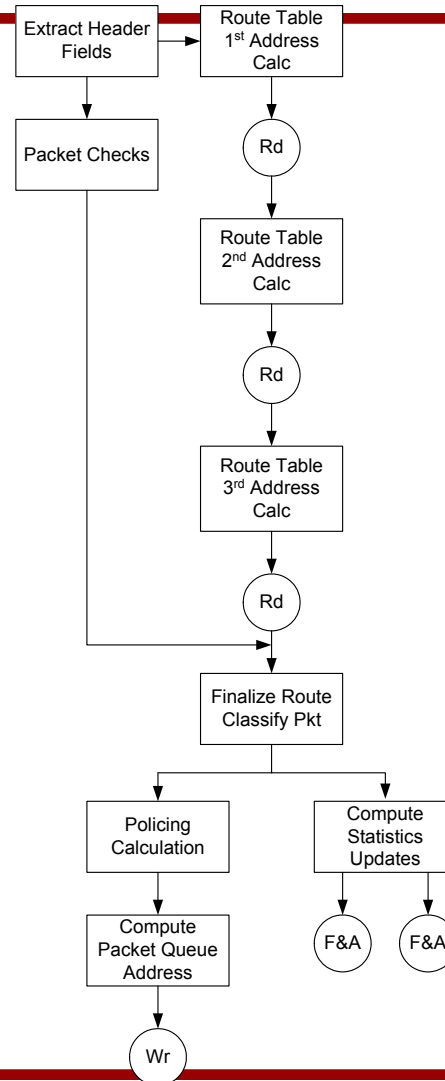 Extract Header
Fields
Route Table
1st Address
Calc
Packet Checks
Rd
Route Table
2nd Address
Calc
Rd
Route Table
3rd Address
Calc
Rd
Finalize Route
Classify Pkt
Policing
Calculation
Compute
Statistics
Updates
Compute
Packet Queue
Address
F&A
F&A
Wr